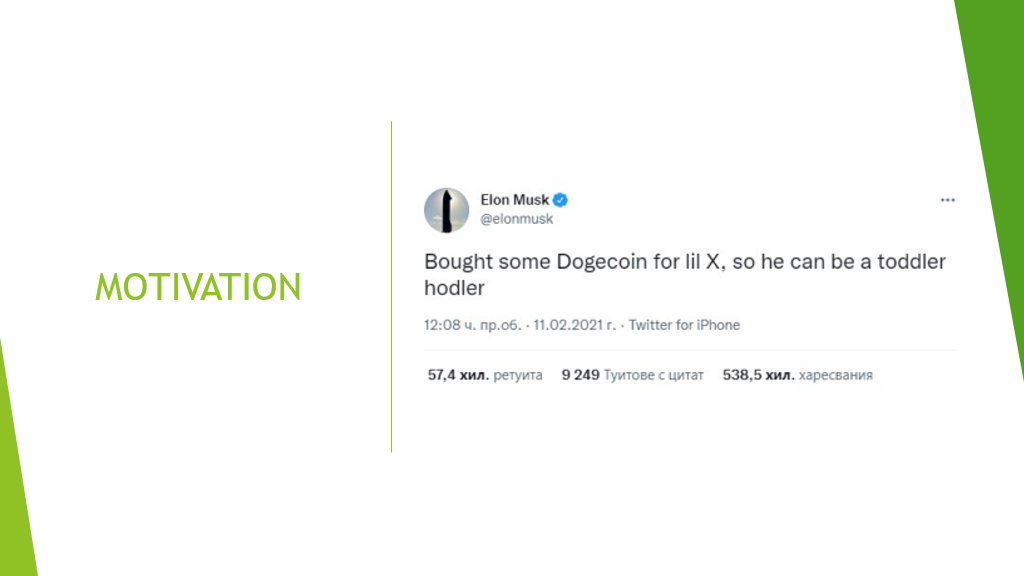 MOTIVATION
Elon Musk
@elonmusk
Bought some Dogecoin for lil X, so he can be a toddler
hodler
12:08 ч. пр.об. · 11.02.2021 г. · Twitter for iPhone
57,4 хил. ретуита 9 249 Туитове с цитат 538,5 хил. харесвания